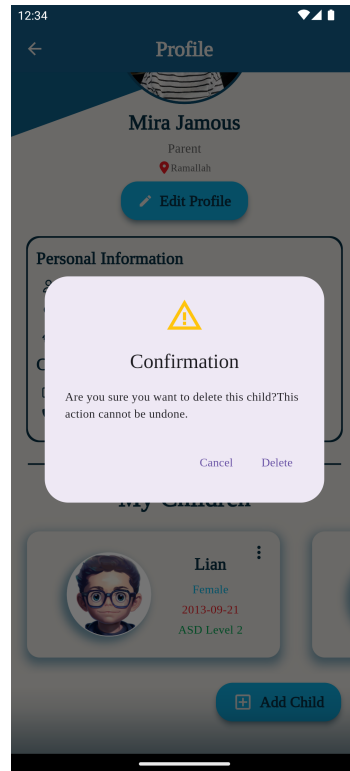 12:34
Profile
Mira Jamous
Parent
Ramallah
Edit Profile
Personal Information
Confirmation
Are you sure you want to delete this child?This
action cannot be undone.
Cancel
Delete
My Children
Lian
Female
2013-09-21
ASD Level 2
Add Child